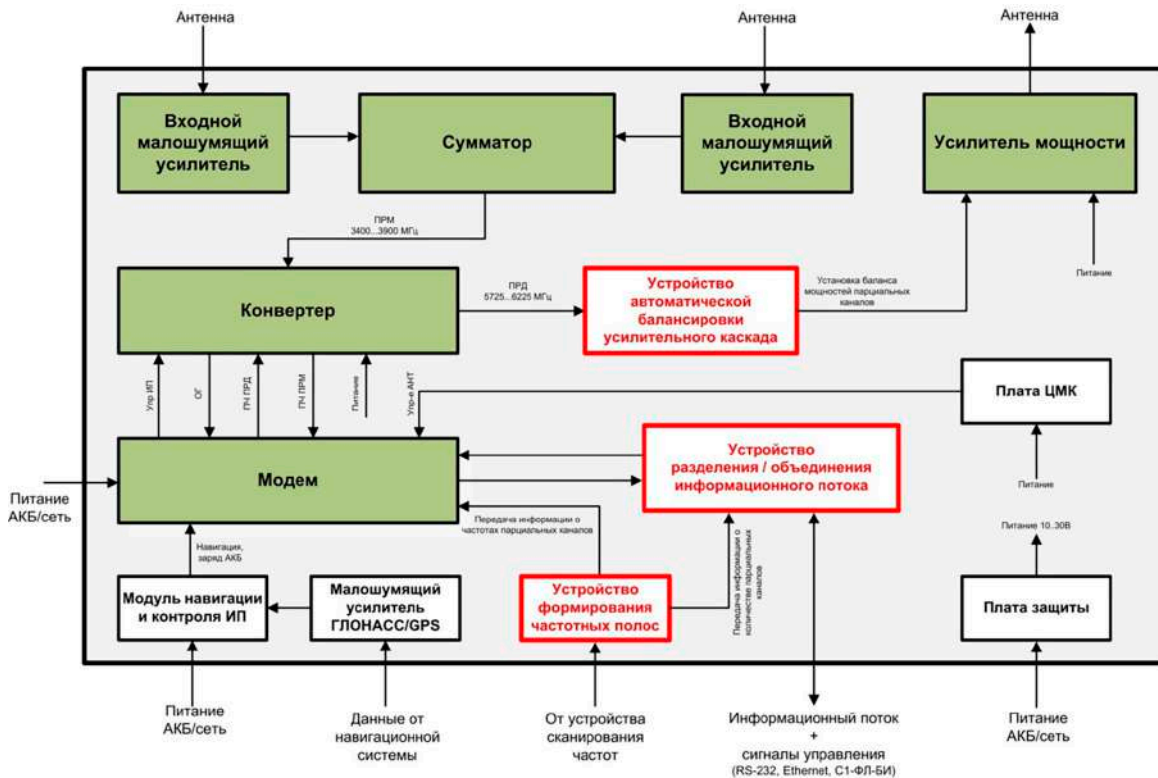 Антенна
Антенна
Антенна
Входной
малошумящий
усилитель
Сумматор
Входной
малошумящий
усилитель
Усилитель мощности
ПРМ
3400...3900 МГц
Конвертер
ПРД
5725...6225 МГц
Устройство
автоматической
балансировки
усилительного каскада
Установка баланса
мощностей парциальных
каналов
Питание
Упр ИП
ОГ
ПЧ ПРД
ПЧ ПРМ
Питание
Упр-е АНТ
Плата ЦМК
Питание
Модем
Устройство
разделения / объединения
информационного потока
Питание
АКБ/сеть
Передача информации о
частотах парциальных каналов
Навигация,
заряд АКБ
Передача информации о
количестве парциальных
каналов
Питание 10..30В
Модуль навигации
и контроля ИП
Малошумящий
усилитель
ГЛОНАСС/GPS
Устройство
формирования
частотных полос
Плата защиты
Питание
АКБ/сеть
Данные от
навигационной
системы
От устройства
сканирования
частот
Информационный поток
+
сигналы управления
(RS-232, Ethernet, С1-ФЛ-БИ)
Питание
АКБ/сеть